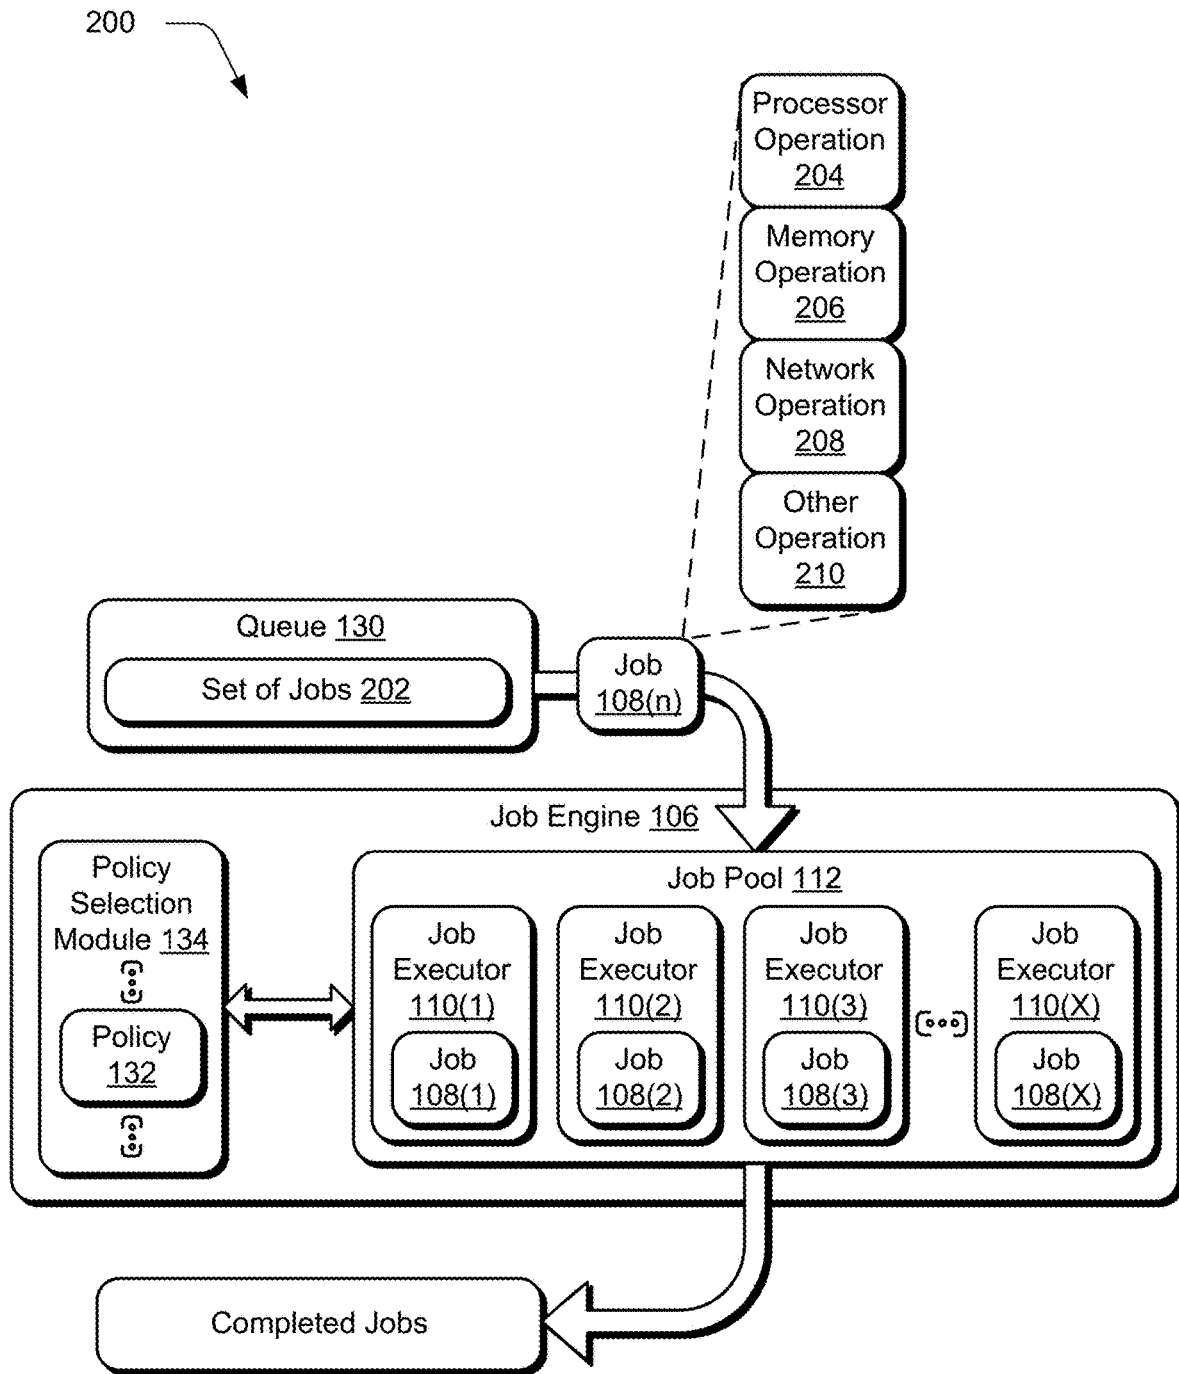 200
Processor
Operation
204
Memory
Operation
206
Network
Operation
208
Other
Operation
210
Queue 130
Set of Jobs 202
Job
108(n)
Job Engine 106
Policy
Selection
Module 134
Policy
132
Job Pool 112
Job
Executor
110(1)
Job
108(1)
Job
Executor
110(2)
Job
108(2)
Job
Executor
110(3)
Job
108(3)
Job
Executor
110(X)
Job
108(X)
Completed Jobs